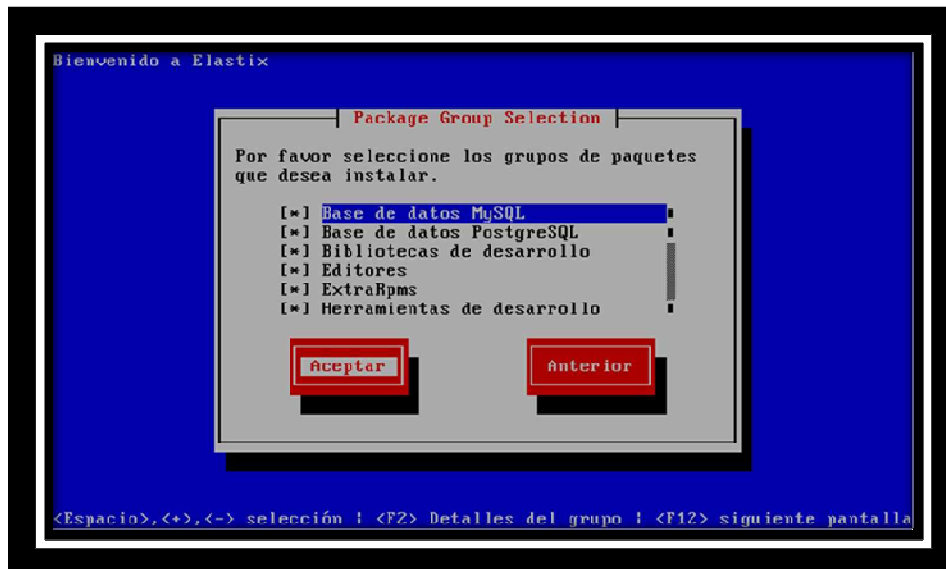 Bienvenido a Elastix
Package Group Selection
Por favor seleccione los grupos de paquetes
que desea instalar.
[*] Base de datos MySQL
[*] Base de datos PostgreSQL
[*] Bibliotecas de desarrollo
[*] Editores
[*] ExtraRpms
[*] Herramientas de desarrollo
Aceptar Anterior
<Espacio>,<+>,<-> selección | <F2> Detalles del grupo | <F12> siguiente pantalla